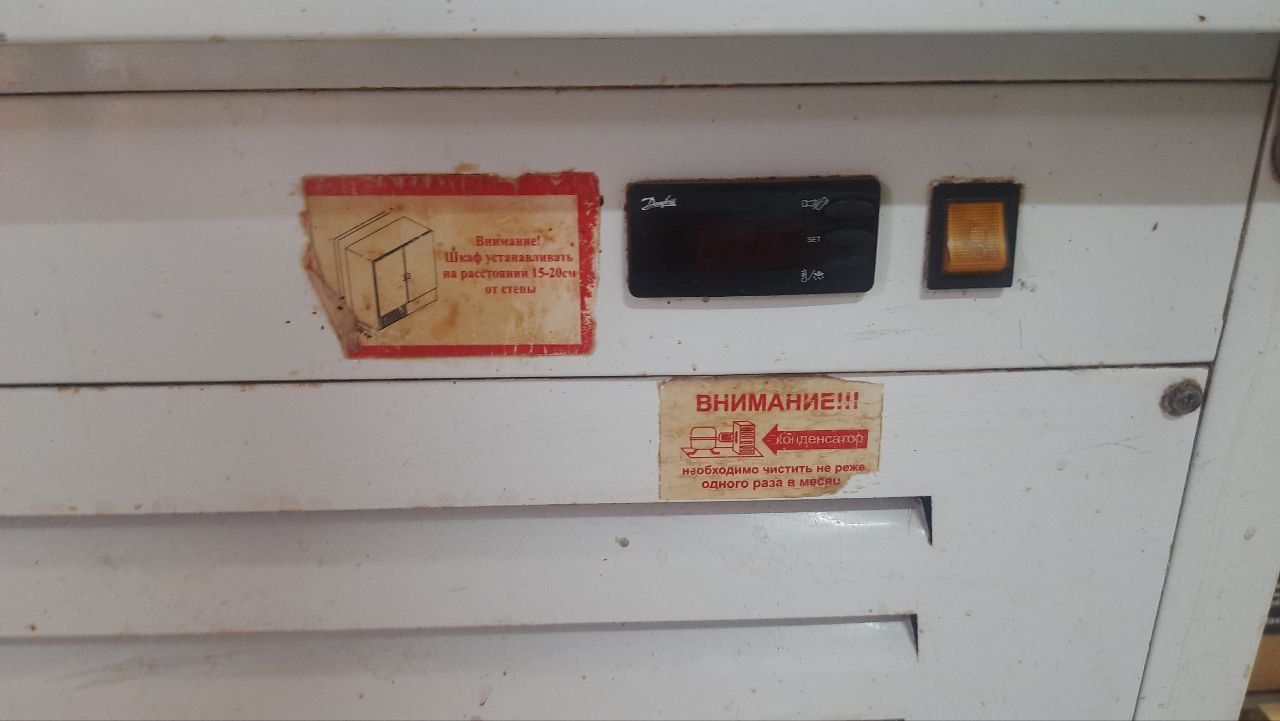 Внимание!
Шкаф устанавливать
на расстоянии 15-20см
от стены
Danfoss
SET
ВНИМАНИЕ!!!
конденсатор
необходимо чистить не реже
одного раза в месяц